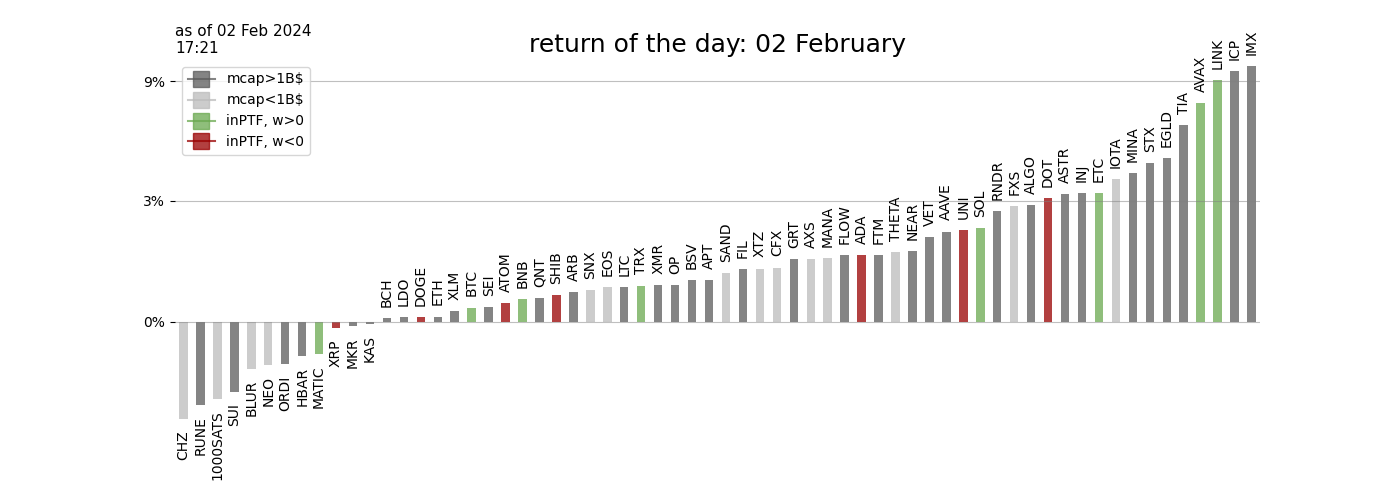 as of 02 Feb 2024
17:21
return of the day: 02 February
mcap>1B$
mcap<1B$
inPTF, w>0
inPTF, w<0
9%
3%
0%
CHZ
RUNE
1000SATS
SUI
BLUR
NEO
ORDI
HBAR
MATIC
XRP
MKR
KAS
BCH
LDO
DOGE
ETH
XLM
BTC
SEI
ATOM
BNB
QNT
SHIB
ARB
SNX
EOS
LTC
TRX
XMR
OP
BSV
APT
SAND
FIL
XTZ
CFX
GRT
AXS
MANA
FLOW
ADA
FTM
THETA
NEAR
VET
AAVE
UNI
SOL
RNDR
FXS
ALGO
DOT
ASTR
INJ
ETC
IOTA
MINA
STX
EGLD
TIA
AVAX
LINK
ICP
IMX